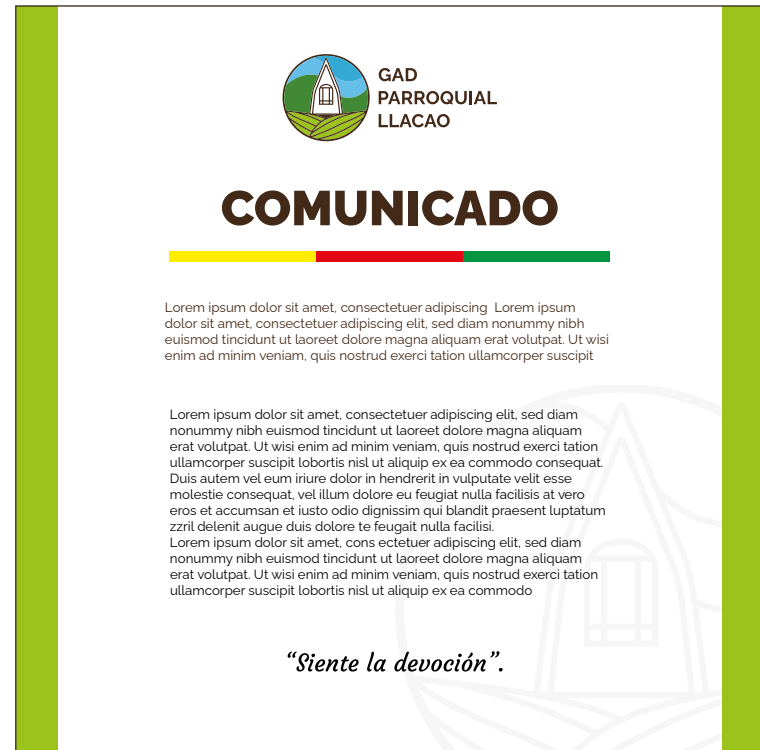 GAD
PARROQUIAL
LLACAO
COMUNICADO
Lorem ipsum dolor sit amet, consectetuer adipiscing  Lorem ipsum
dolor sit amet, consectetuer adipiscing elit, sed diam nonummy nibh
euismod tincidunt ut laoreet dolore magna aliquam erat volutpat. Ut wisi
enim ad minim veniam, quis nostrud exerci tation ullamcorper suscipit
Lorem ipsum dolor sit amet, consectetuer adipiscing elit, sed diam
nonummy nibh euismod tincidunt ut laoreet dolore magna aliquam
erat volutpat. Ut wisi enim ad minim veniam, quis nostrud exerci tation
ullamcorper suscipit lobortis nisl ut aliquip ex ea commodo consequat.
Duis autem vel eum iriure dolor in hendrerit in vulputate velit esse
molestie consequat, vel illum dolore eu feugiat nulla facilisis at vero
eros et accumsan et iusto odio dignissim qui blandit praesent luptatum
zzril delenit augue duis dolore te feugait nulla facilisi.
Lorem ipsum dolor sit amet, cons ectetuer adipiscing elit, sed diam
nonummy nibh euismod tincidunt ut laoreet dolore magna aliquam
erat volutpat. Ut wisi enim ad minim veniam, quis nostrud exerci tation
ullamcorper suscipit lobortis nisl ut aliquip ex ea commodo
“Siente la devoción”.